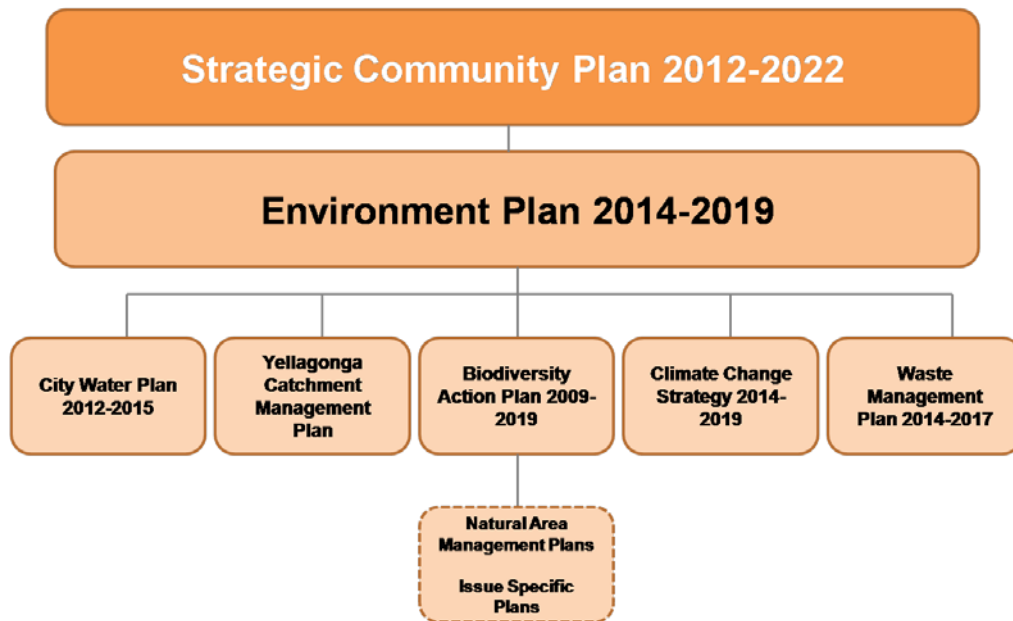 Strategic Community Plan 2012-2022
Environment Plan 2014-2019
City Water Plan
2012-2015
Yellagonga
Catchment
Management
Plan
Biodiversity
Action Plan 2009-
2019
Climate Change
Strategy 2014-
2019
Waste
Management
Plan 2014-2017
Natural Area
Management Plans
Issue Specific
Plans